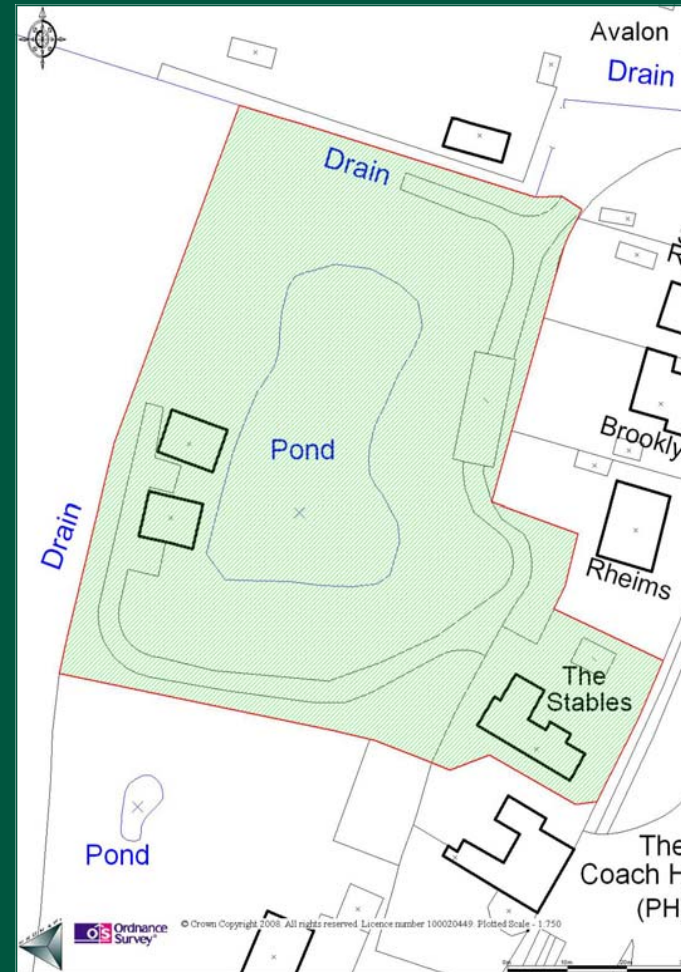 Avalon
Drain
Drain
Pond
Brookly
Rheims
Drain
The
Stables
Pond
The
Coach H
(PH
Ordnance
Survey®
© Crown Copyright 2008. All rights reserved. Licence number 100020449. Plotted Scale - 1:750